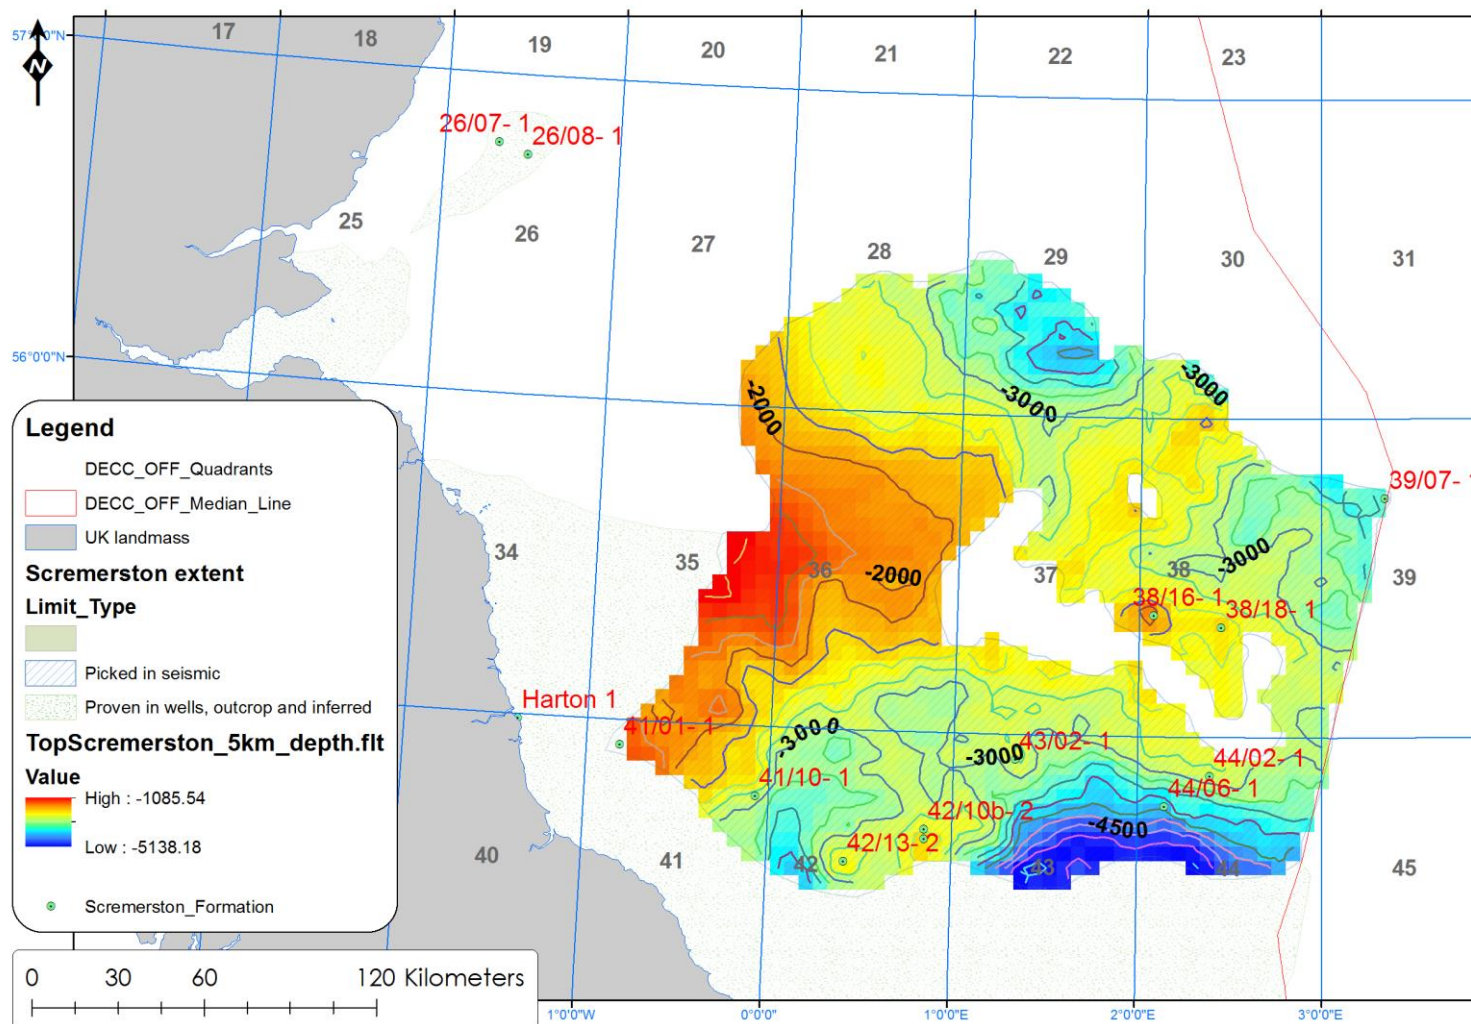 17
18
19
20
21
22
23
57°0'0"N
N
26/07- 1
26/08- 1
25
26
27
28
29
30
31
56°0'0"N
-2000
-3000
-3000
39/07- 1
Legend
DECC_OFF_Quadrants
DECC_OFF_Median_Line
UK landmass
Scremerston extent
Limit_Type
Picked in seismic
Proven in wells, outcrop and inferred
TopScremerston_5km_depth.flt
Value
High : -1085.54
Low : -5138.18
Scremerston_Formation
34
35
36
-2000
37
38
-3000
39
38/16- 1
38/18- 1
Harton 1
41/01- 1
-3000
-3000
43/02- 1
44/02- 1
41/10- 1
44/06- 1
42/10b- 2
-4500
42/13- 2
40
41
42
43
44
45
0 30 60 120 Kilometers
1°0'0"W
0°0'0"
1°0'0"E
2°0'0"E
3°0'0"E